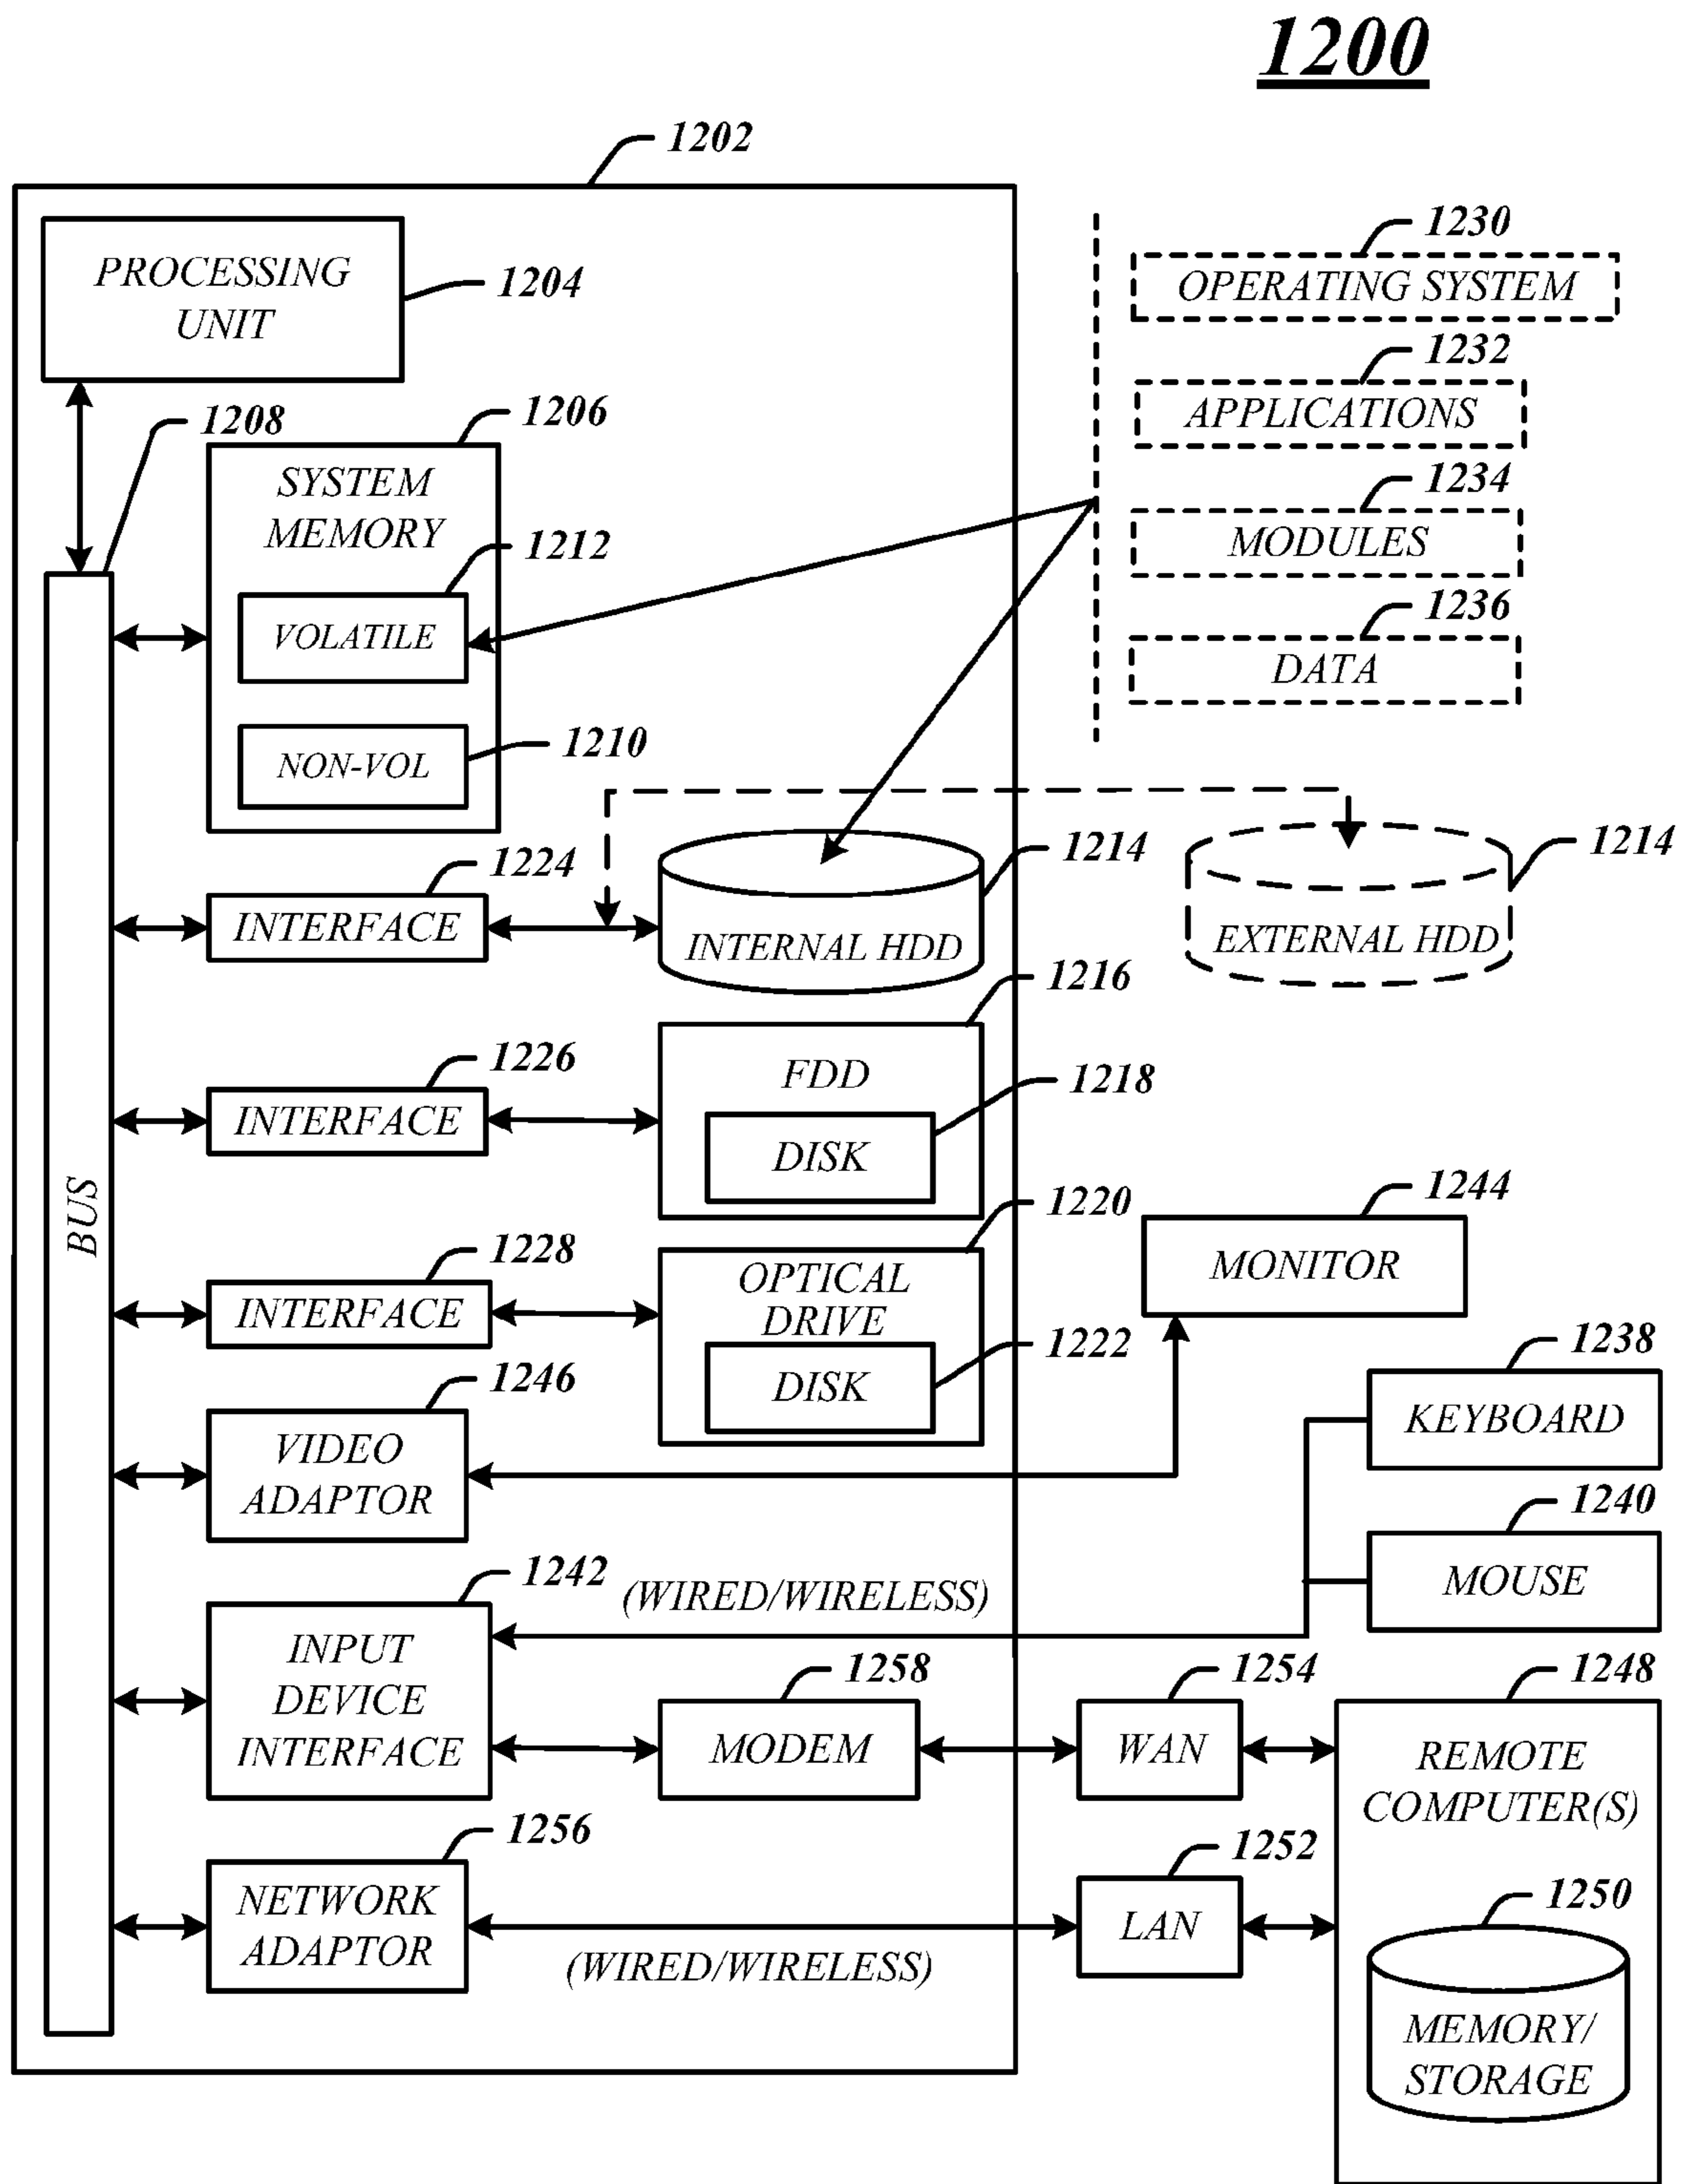 1200
1202
PROCESSING
UNIT
1204
1230
OPERATING SYSTEM
1232
APPLICATIONS
1234
MODULES
1236
DATA
1208
1206
SYSTEM
MEMORY
1212
VOLATILE
1210
NON-VOL
BUS
1224
INTERFACE
1214
INTERNAL HDD
1214
EXTERNAL HDD
1226
INTERFACE
1216
FDD
1218
DISK
1228
INTERFACE
1220
OPTICAL
DRIVE
1222
DISK
1244
MONITOR
1246
VIDEO
ADAPTOR
1238
KEYBOARD
1240
MOUSE
1242
INPUT
DEVICE
INTERFACE
(WIRED/WIRELESS)
1258
MODEM
1254
WAN
1248
REMOTE
COMPUTER(S)
1256
NETWORK
ADAPTOR
(WIRED/WIRELESS)
1252
LAN
1250
MEMORY/
STORAGE